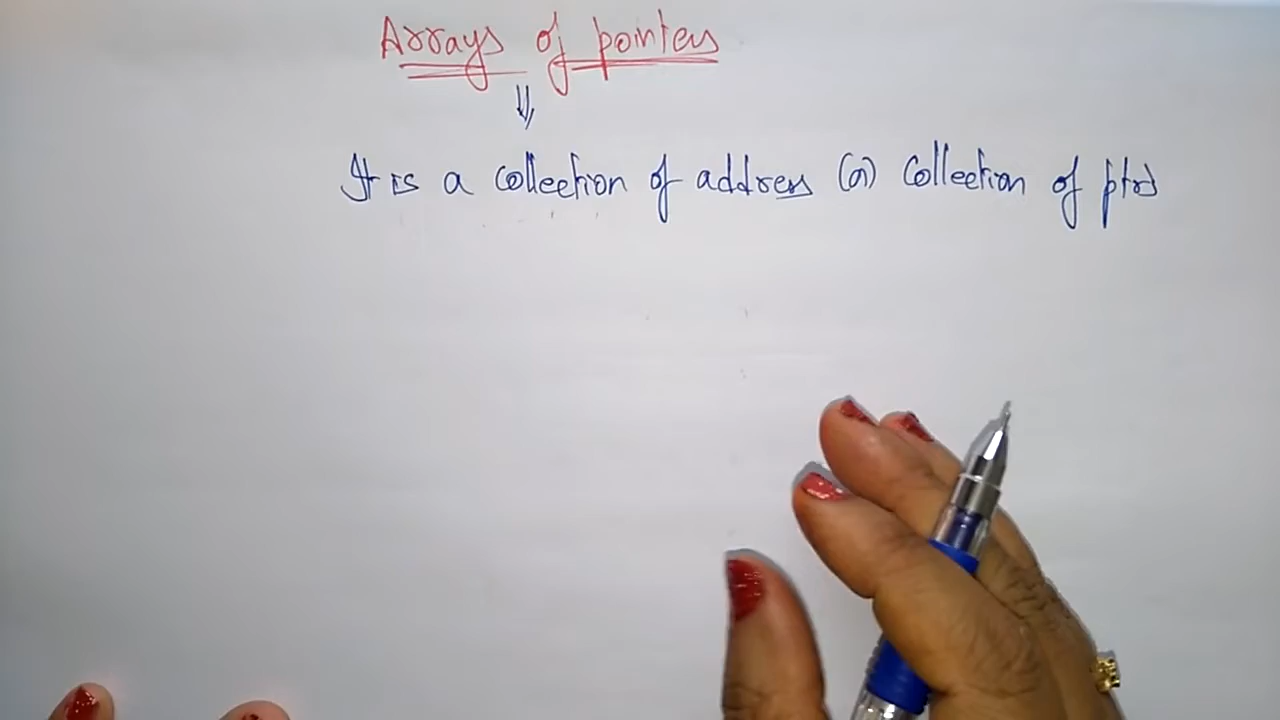 Arrays of pointers
It is a collection of address (or) collection of ptrs